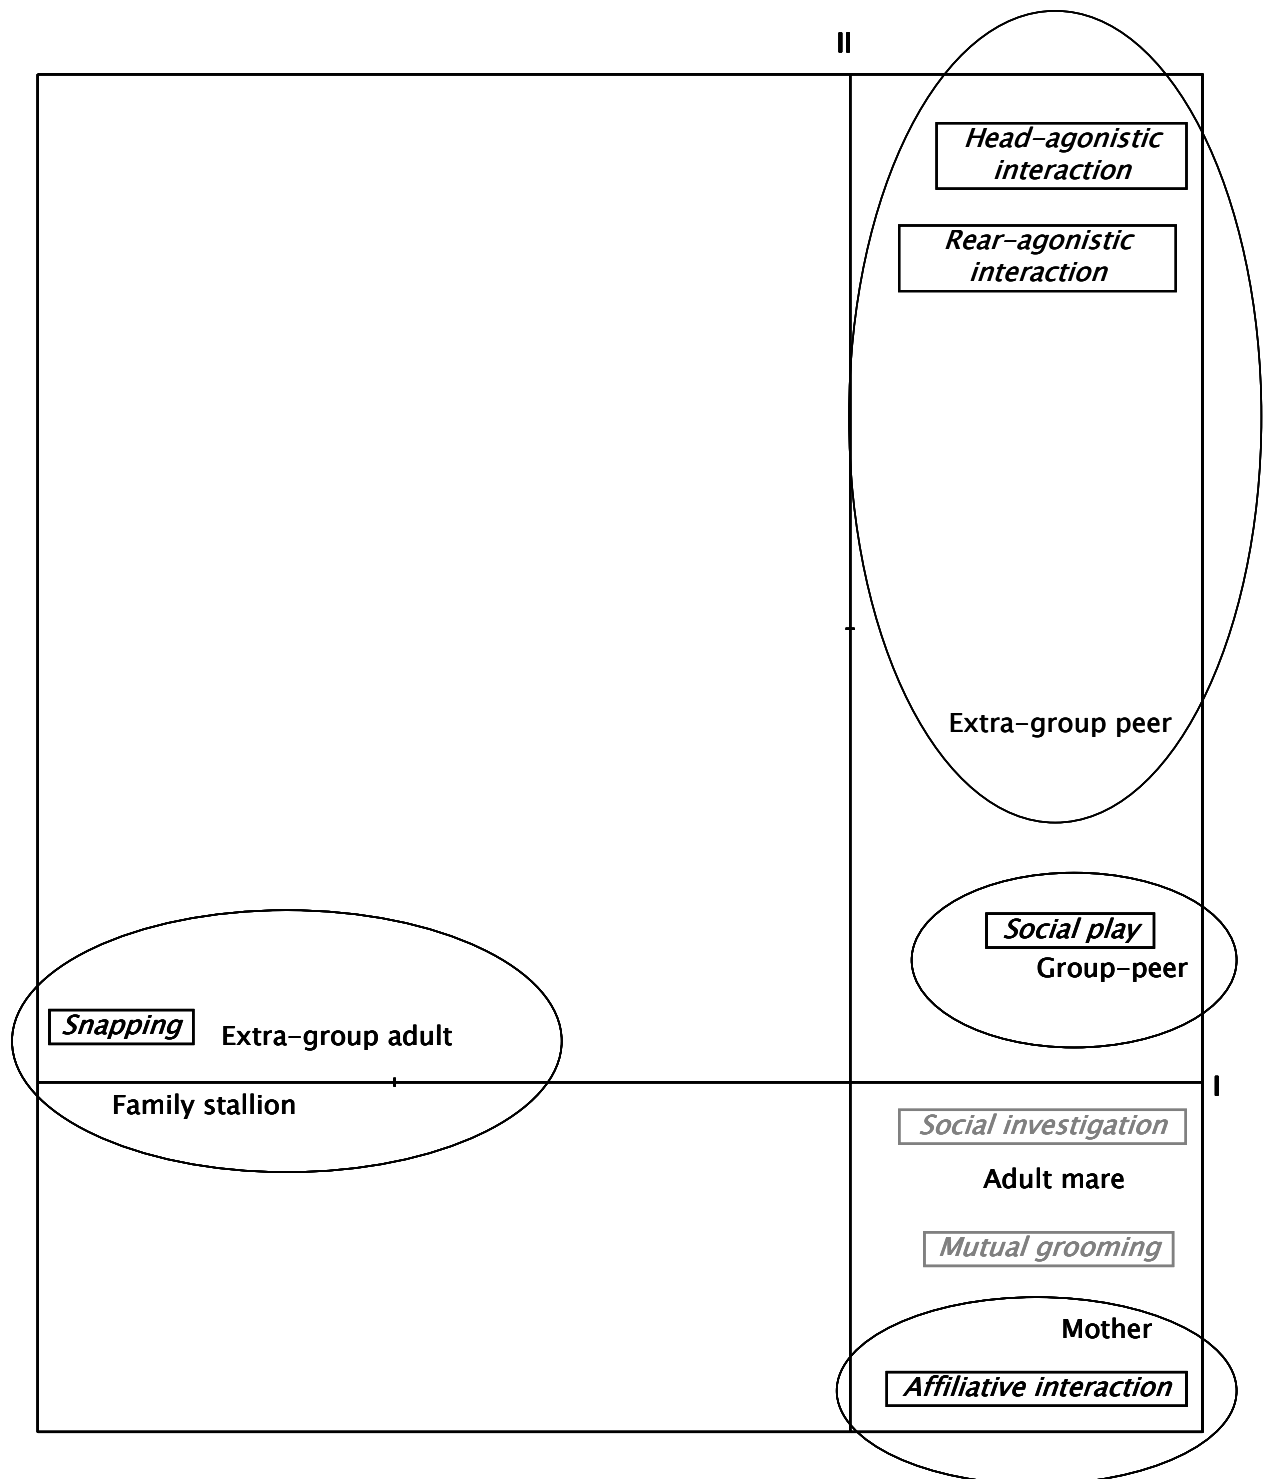 II
Head-agonistic
interaction
Rear-agonistic
interaction
Extra-group peer
Social play
Group-peer
Snapping
Extra-group adult
I
Family stallion
Social investigation
Adult mare
Mutual grooming
Mother
Affiliative interaction